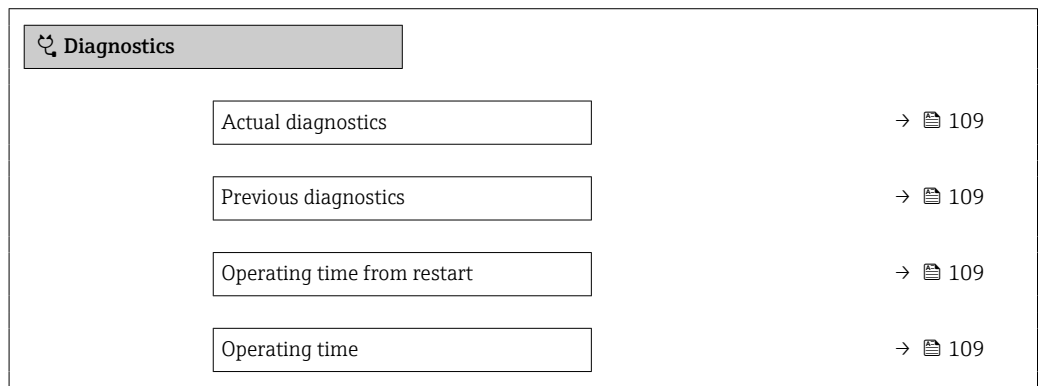 Diagnostics
Actual diagnostics → 109
Previous diagnostics → 109
Operating time from restart → 109
Operating time → 109